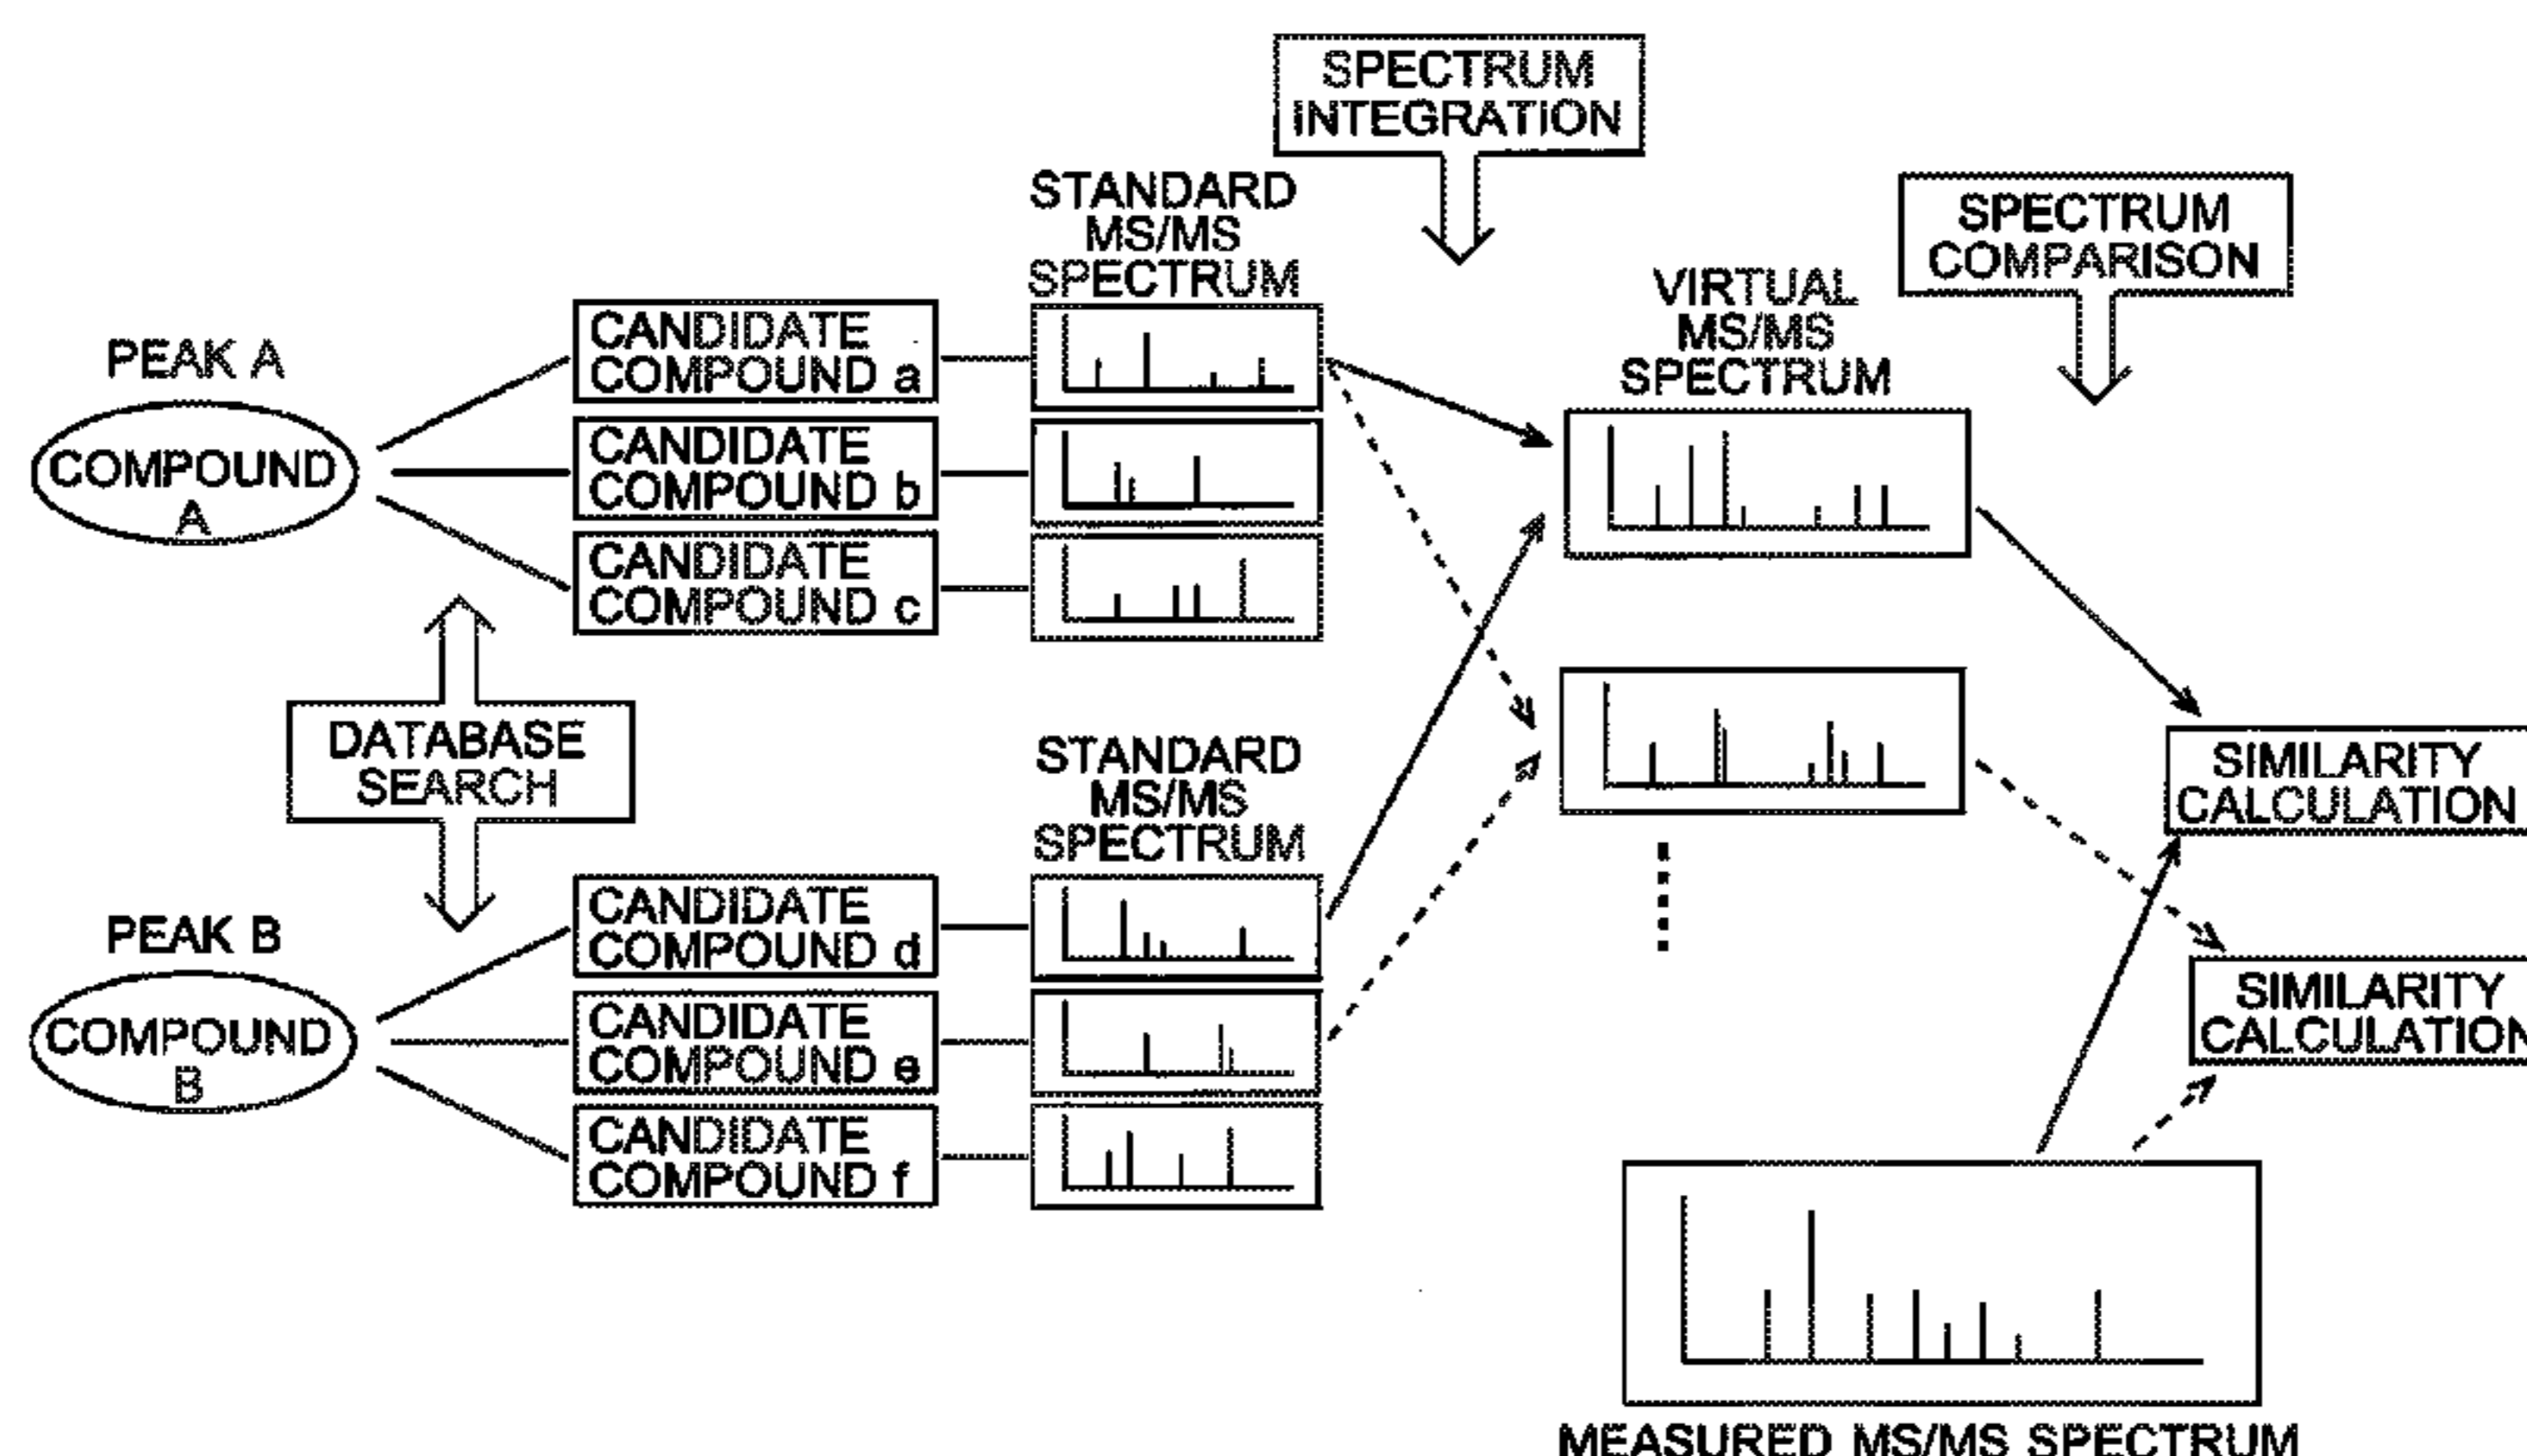 SPECTRUM
INTEGRATION
SPECTRUM
COMPARISON
STANDARD
MS/MS
SPECTRUM
VIRTUAL
MS/MS
SPECTRUM
PEAK A
COMPOUND
A
CANDIDATE
COMPOUND a
CANDIDATE
COMPOUND b
CANDIDATE
COMPOUND c
DATABASE
SEARCH
SIMILARITY
CALCULATION
STANDARD
MS/MS
SPECTRUM
PEAK B
COMPOUND
B
CANDIDATE
COMPOUND d
CANDIDATE
COMPOUND e
CANDIDATE
COMPOUND f
SIMILARITY
CALCULATION
MEASURED MS/MS SPECTRUM